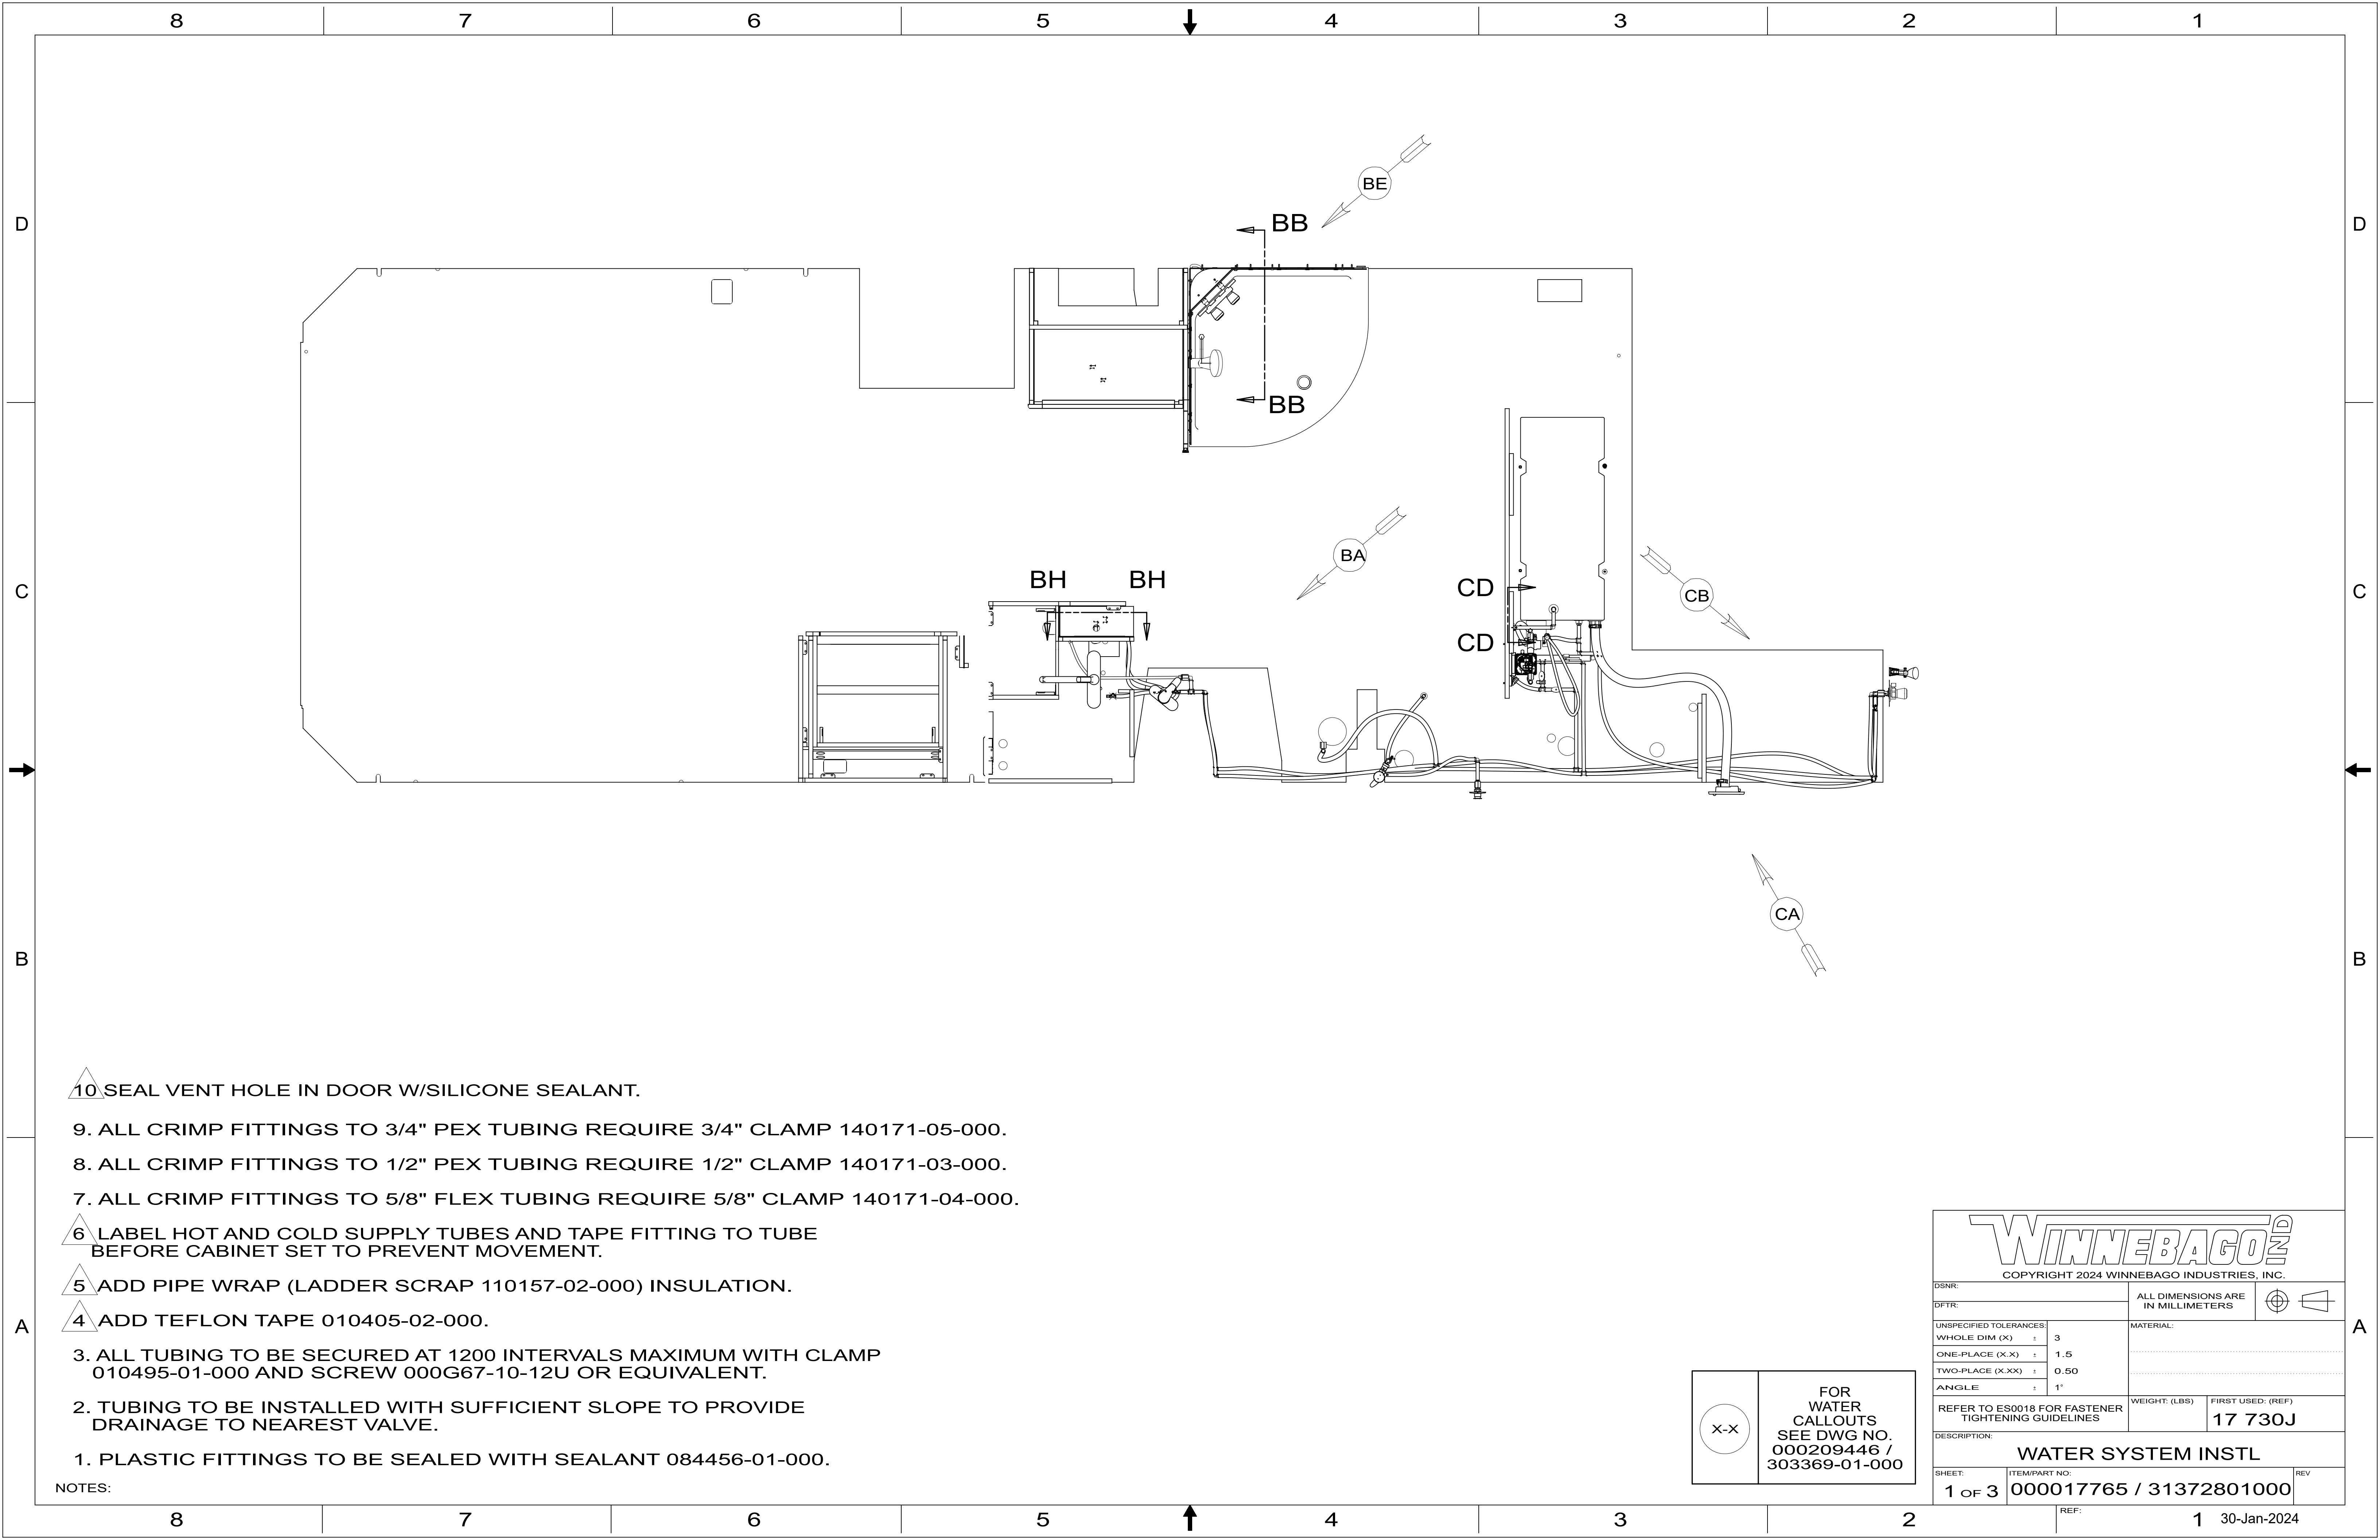 8 7 6 5 4 3 2 1
D D
BE
BB
BB
BA
BH BH
CD
CD
CB
C C
CA
B B
10 SEAL VENT HOLE IN DOOR W/SILICONE SEALANT.
9. ALL CRIMP FITTINGS TO 3/4" PEX TUBING REQUIRE 3/4" CLAMP 140171-05-000.
8. ALL CRIMP FITTINGS TO 1/2" PEX TUBING REQUIRE 1/2" CLAMP 140171-03-000.
7. ALL CRIMP FITTINGS TO 5/8" FLEX TUBING REQUIRE 5/8" CLAMP 140171-04-000.
6 LABEL HOT AND COLD SUPPLY TUBES AND TAPE FITTING TO TUBE
BEFORE CABINET SET TO PREVENT MOVEMENT.
5 ADD PIPE WRAP (LADDER SCRAP 110157-02-000) INSULATION.
4 ADD TEFLON TAPE 010405-02-000.
3. ALL TUBING TO BE SECURED AT 1200 INTERVALS MAXIMUM WITH CLAMP
010495-01-000 AND SCREW 000G67-10-12U OR EQUIVALENT.
2. TUBING TO BE INSTALLED WITH SUFFICIENT SLOPE TO PROVIDE
DRAINAGE TO NEAREST VALVE.
1. PLASTIC FITTINGS TO BE SEALED WITH SEALANT 084456-01-000.
NOTES:
A A
X-X
FOR
WATER
CALLOUTS
SEE DWG NO.
000209446 /
303369-01-000
WINNEBAGO IND
COPYRIGHT 2024 WINNEBAGO INDUSTRIES, INC.
DSNR:
DFTR:
ALL DIMENSIONS ARE
IN MILLIMETERS
UNSPECIFIED TOLERANCES:
WHOLE DIM (X) ± 3
ONE-PLACE (X.X) ± 1.5
TWO-PLACE (X.XX) ± 0.50
ANGLE ± 1°
MATERIAL:
REFER TO ES0018 FOR FASTENER
TIGHTENING GUIDELINES
WEIGHT: (LBS)
FIRST USED: (REF)
17 730J
DESCRIPTION:
WATER SYSTEM INSTL
SHEET:
1 OF 3
ITEM/PART NO:
000017765 / 31372801000
REV
REF:
8 7 6 5 4 3 2 1
30-Jan-2024